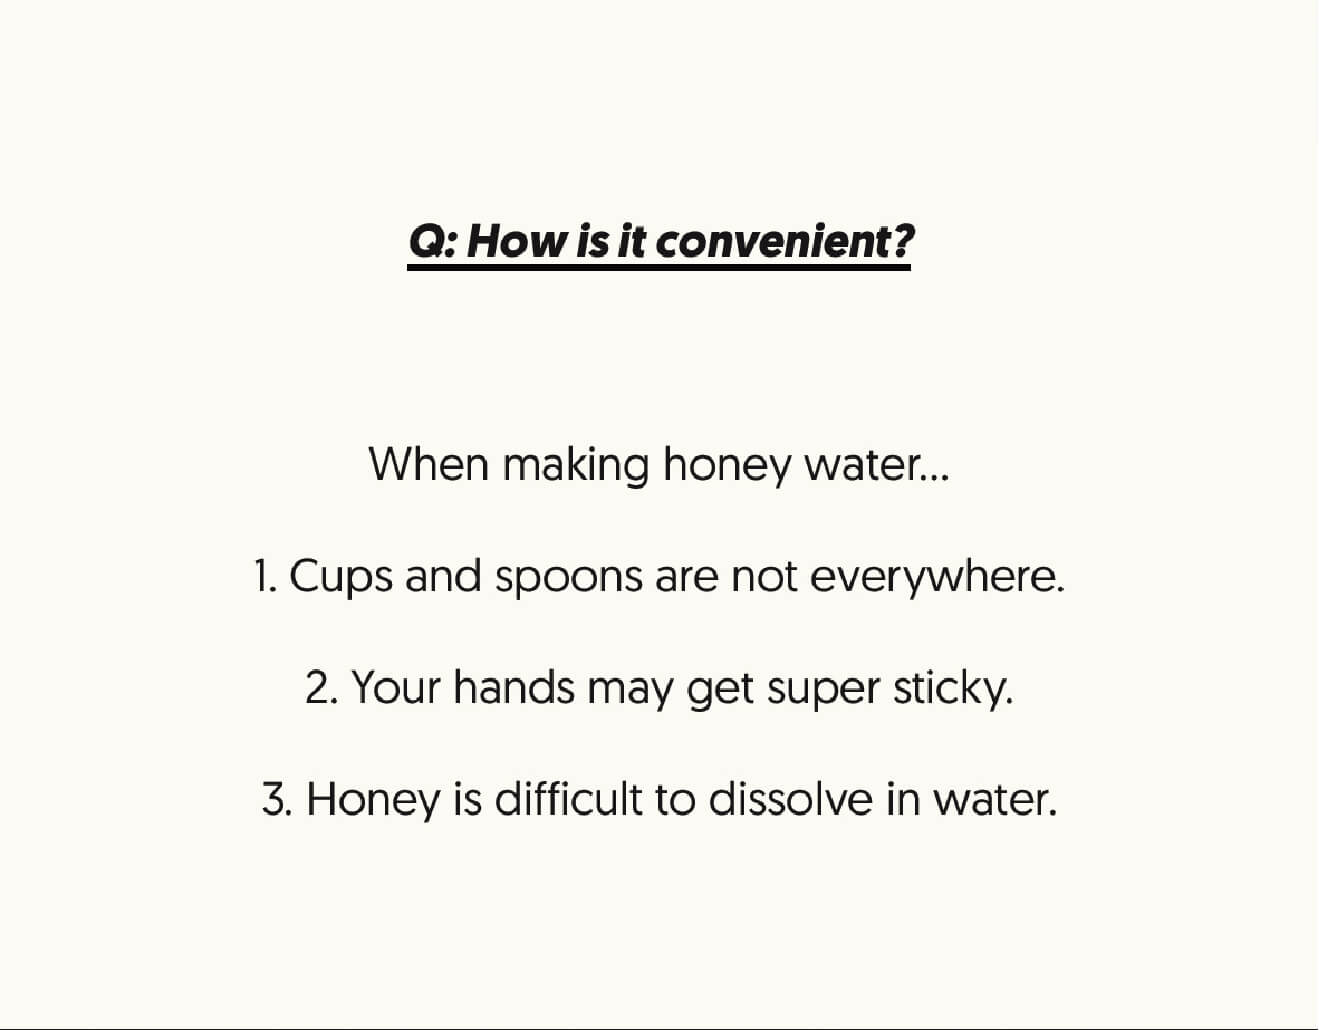 Q: How is it convenient?
When making honey water...
1. Cups and spoons are not everywhere.
2. Your hands may get super sticky.
3. Honey is difficult to dissolve in water.